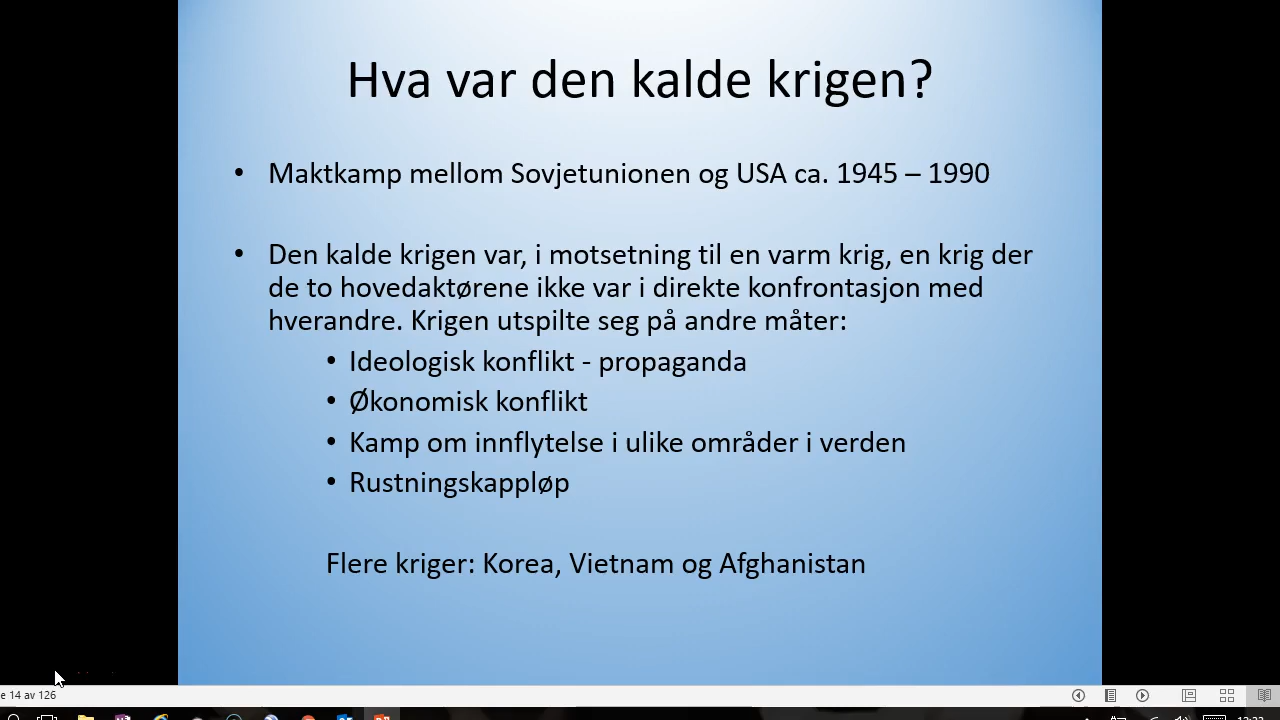 Hva var den kalde krigen?
• Maktkamp mellom Sovjetunionen og USA ca. 1945 – 1990
• Den kalde krigen var, i motsetning til en varm krig, en krig der
de to hovedaktørene ikke var i direkte konfrontasjon med
hverandre. Krigen utspilte seg på andre måter:
• Ideologisk konflikt - propaganda
• Økonomisk konflikt
• Kamp om innflytelse i ulike områder i verden
• Rustningskappløp
Flere kriger: Korea, Vietnam og Afghanistan
e 14 av 126